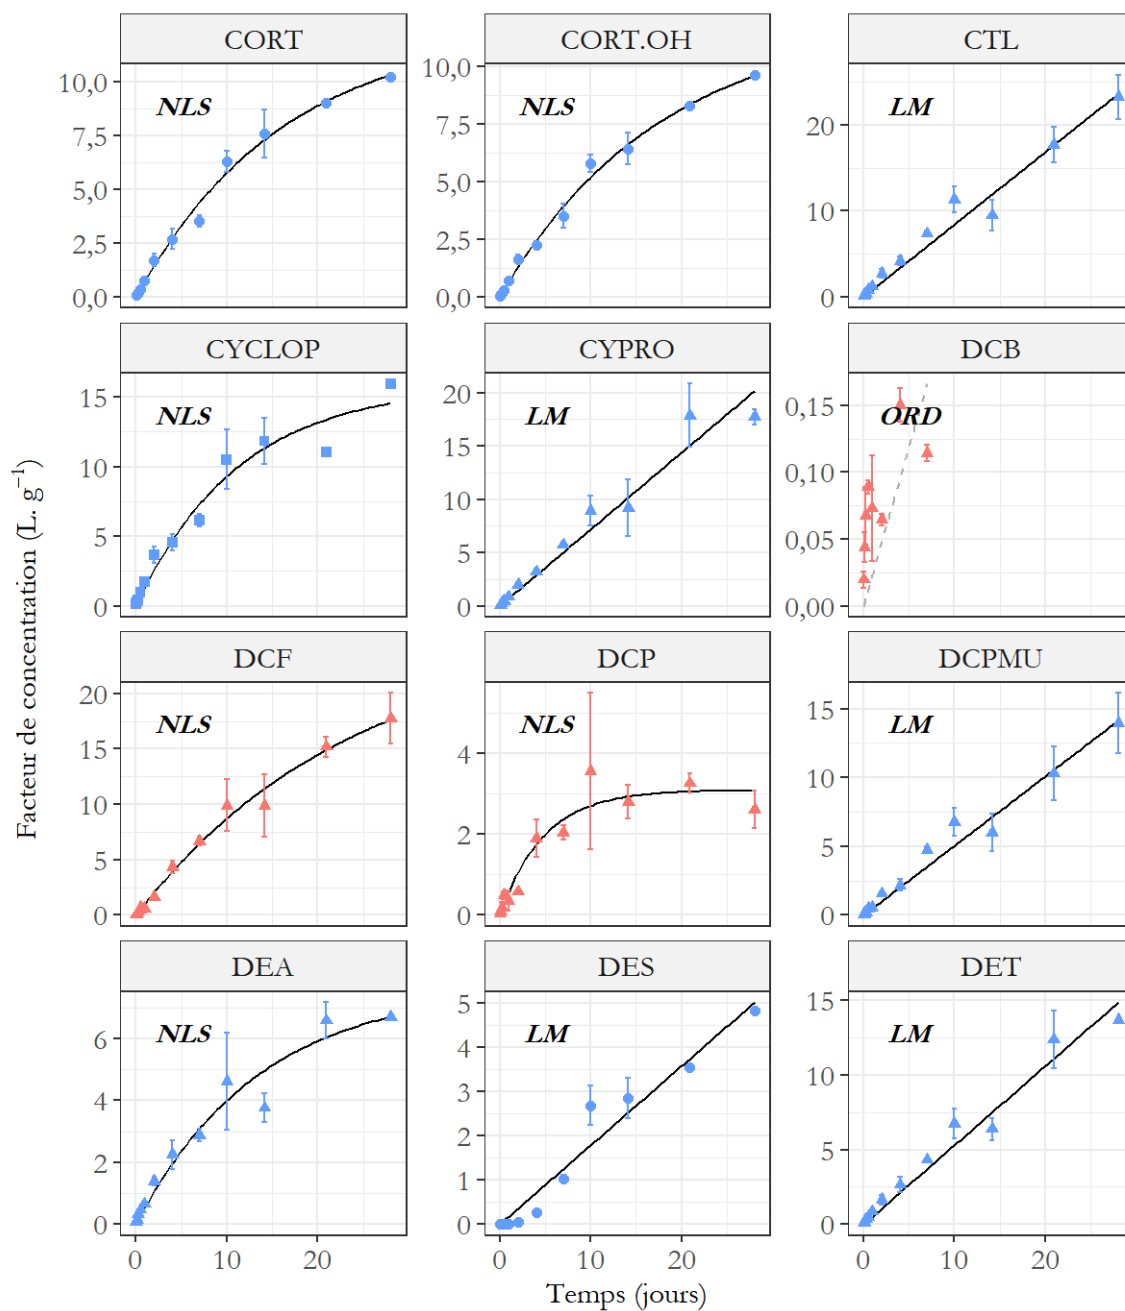 CORT CORT.OH CTL
10,0 10,0
NLS NLS LM
7,5 7,5 20
5,0 5,0
10
2,5 2,5
0,0 0,0 0
CYCLOP CYPRO DCB
15 20 0,15
NLS LM ORD
15
10 0,10
10
5 0,05
5
0 0 0,00
DCF DCP DCPMU
20 15
NLS NLS LM
15 4
10
10
2 5
5
0 0 0
DEA DES DET
5 15
6 NLS LM LM
4
4 3 10
2
2 5
1
0 0 0
0 10 20 0 10 20 0 10 20
Temps (jours)
Facteur de concentration (L. g⁻¹)